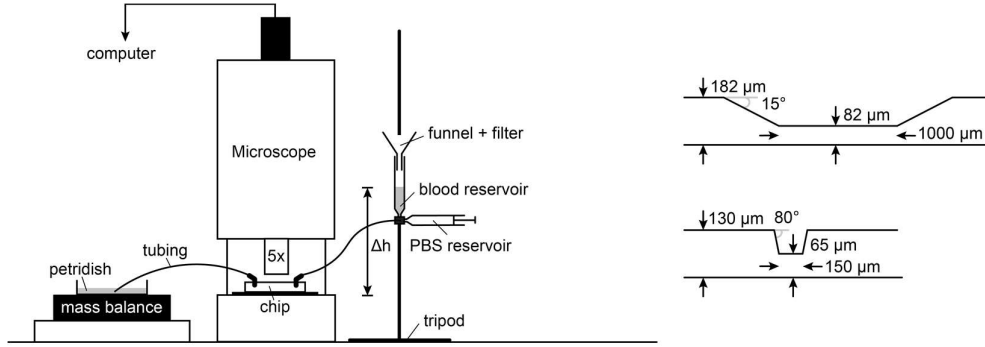 computer
Microscope
funnel + filter
blood reservoir
Δh
PBS reservoir
5x
tubing
petridish
mass balance
chip
tripod
182 μm
15°
82 μm
1000 μm
130 μm
80°
65 μm
150 μm